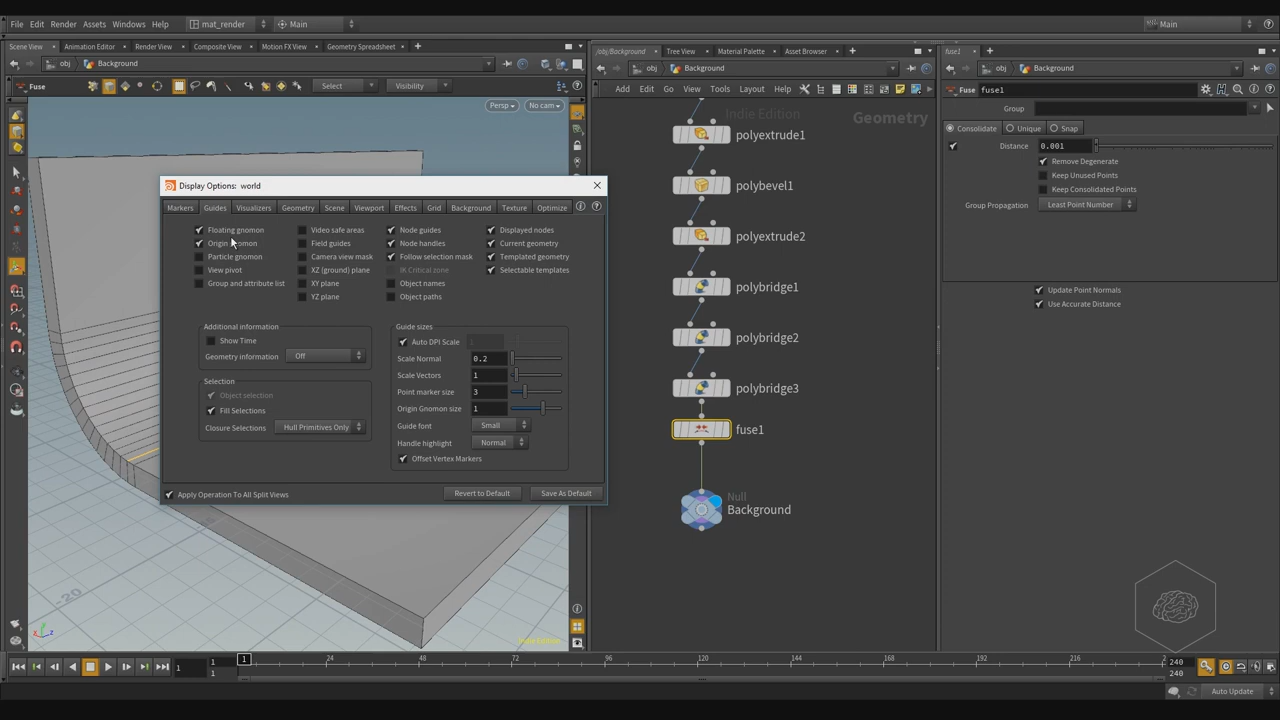 File Edit Render Assets Windows Help mat_render Main Main
Scene View Animation Editor Render View Composite View Motion FX View Geometry Spreadsheet
obj Background
Fuse Select Visibility
Persp No cam
Display Options: world
Markers Guides Visualizers Geometry Scene Viewport Effects Grid Background Texture Optimize
Floating gnomon Video safe areas Node guides Displayed nodes
Origin gnomon Field guides Node handles Current geometry
Particle gnomon Camera view mask Follow selection mask Templated geometry
View pivot XZ (ground) plane IK Critical zone Selectable templates
Group and attribute list XY plane Object names
YZ plane Object paths
Additional information
Show Time
Geometry information Off
Selection
Object selection
Fill Selections
Closure Selections Hull Primitives Only
Guide sizes
Auto DPI Scale 1
Scale Normal 0.2
Scale Vectors 1
Point marker size 3
Origin Gnomon size 1
Guide font Small
Handle highlight Normal
Offset Vertex Markers
Apply Operation To All Split Views Revert to Default Save As Default
-20
Indie Edition
/obj/Background Tree View Material Palette Asset Browser
obj Background
Add Edit Go View Tools Layout Help
Indie Edition
Geometry
polyextrude1
polybevel1
polyextrude2
polybridge1
polybridge2
polybridge3
fuse1
Null
Background
fuse1
obj Background
Fuse fuse1
Group
Consolidate Unique Snap
Distance 0.001
Remove Degenerate
Keep Unused Points
Keep Consolidated Points
Group Propagation Least Point Number
Update Point Normals
Use Accurate Distance
1 1 1 1 24 48 72 96 120 144 168 192 216 2 240 240
Auto Update